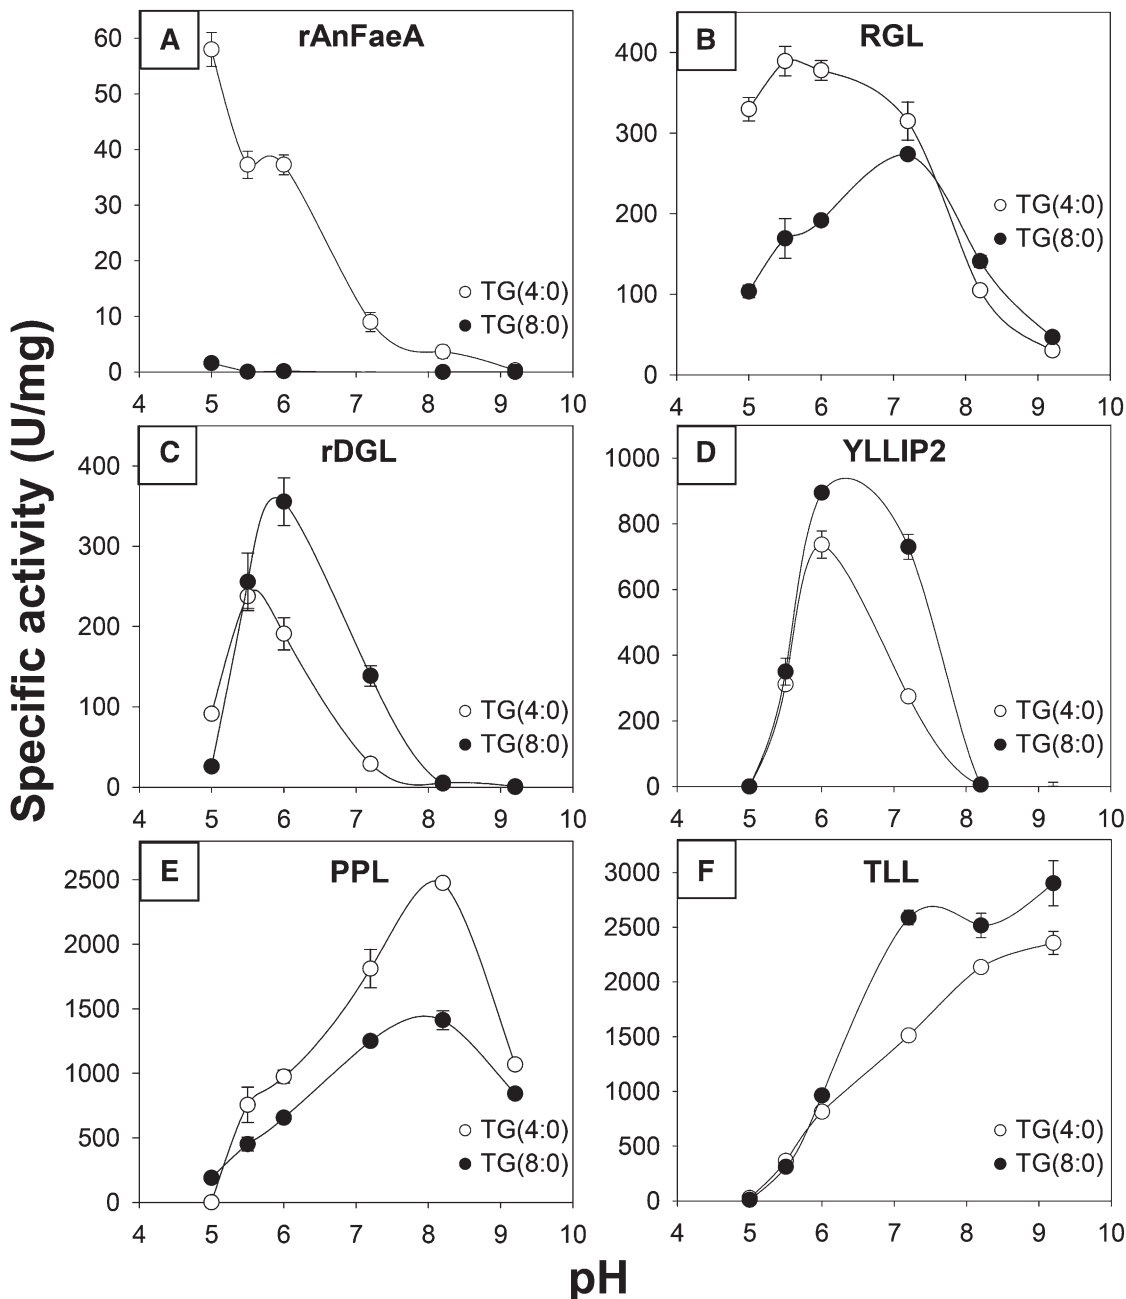 Specific activity (U/mg)
A
rAnFaeA
60
50
40
30
20
10
0
TG(4:0)
TG(8:0)
4 5 6 7 8 9 10
B
RGL
400
300
200
100
0
TG(4:0)
TG(8:0)
4 5 6 7 8 9 10
C
rDGL
400
300
200
100
0
TG(4:0)
TG(8:0)
4 5 6 7 8 9 10
D
YLLIP2
1000
800
600
400
200
0
TG(4:0)
TG(8:0)
4 5 6 7 8 9 10
E
PPL
2500
2000
1500
1000
500
0
TG(4:0)
TG(8:0)
4 5 6 7 8 9 10
F
TLL
3000
2500
2000
1500
1000
500
0
TG(4:0)
TG(8:0)
4 5 6 7 8 9 10
pH